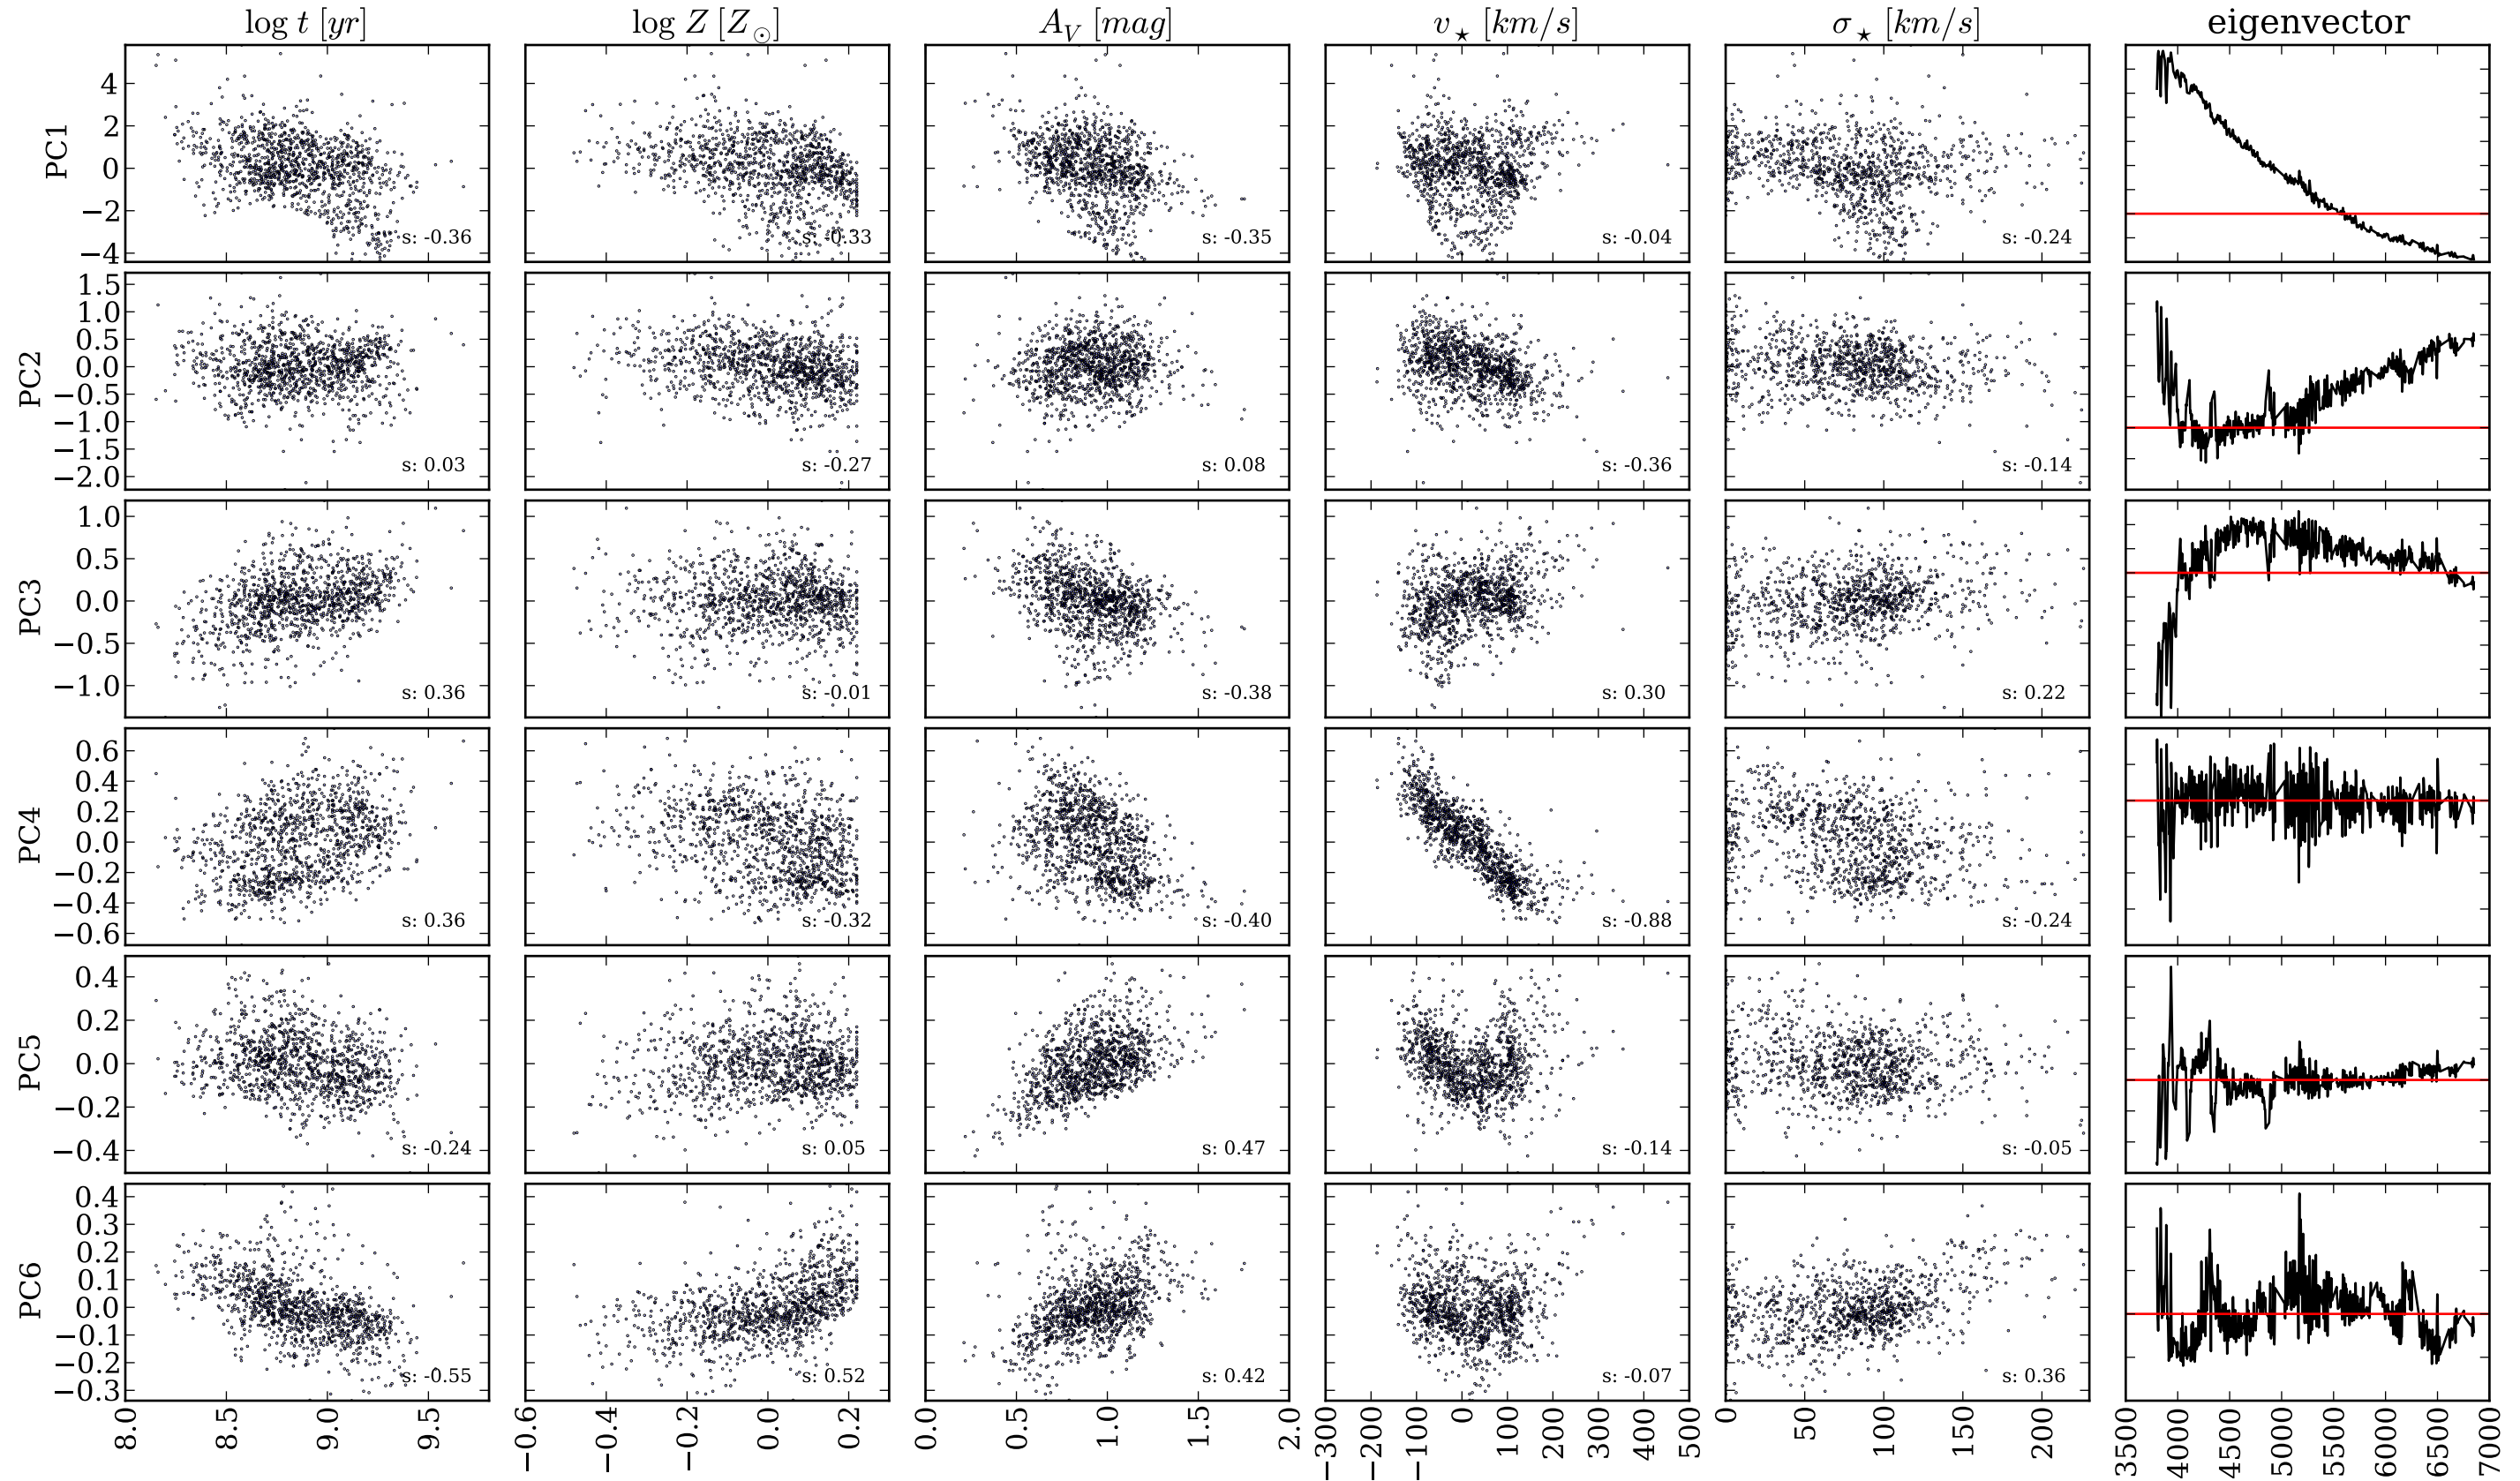 log t [yr] log Z [Z⊙] A_V [mag] v⋆ [km/s] σ⋆ [km/s] eigenvector
PC1
4
2
0
−2
−4
s: -0.36 s: -0.33 s: -0.35 s: -0.04 s: -0.24
PC2
1.5
1.0
0.5
0.0
−0.5
−1.0
−1.5
−2.0
s: 0.03 s: -0.27 s: 0.08 s: -0.36 s: -0.14
PC3
1.0
0.5
0.0
−0.5
−1.0
s: 0.36 s: -0.01 s: -0.38 s: 0.30 s: 0.22
PC4
0.6
0.4
0.2
0.0
−0.2
−0.4
−0.6
s: 0.36 s: -0.32 s: -0.40 s: -0.88 s: -0.24
PC5
0.4
0.2
0.0
−0.2
−0.4
s: -0.24 s: 0.05 s: 0.47 s: -0.14 s: -0.05
PC6
0.4
0.3
0.2
0.1
0.0
−0.1
−0.2
−0.3
s: -0.55 s: 0.52 s: 0.42 s: -0.07 s: 0.36
8.0 8.5 9.0 9.5 −0.6 −0.4 −0.2 0.0 0.2 0.0 0.5 1.0 1.5 2.0 −300 −200 −100 0 100 200 300 400 500 0 50 100 150 200 3500 4000 4500 5000 5500 6000 6500 7000